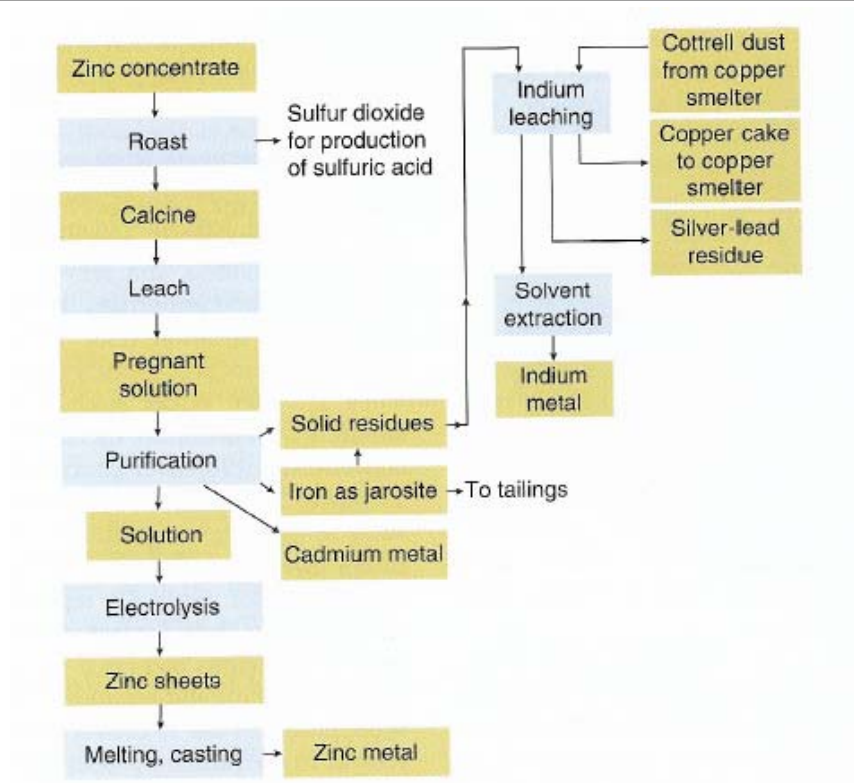 Zinc concentrate
Roast
Sulfur dioxide
for production
of sulfuric acid
Calcine
Leach
Pregnant
solution
Purification
Solid residues
Iron as jarosite
To tailings
Cadmium metal
Solution
Electrolysis
Zinc sheets
Melting, casting
Zinc metal
Indium
leaching
Cottrell dust
from copper
smelter
Copper cake
to copper
smelter
Silver-lead
residue
Solvent
extraction
Indium
metal